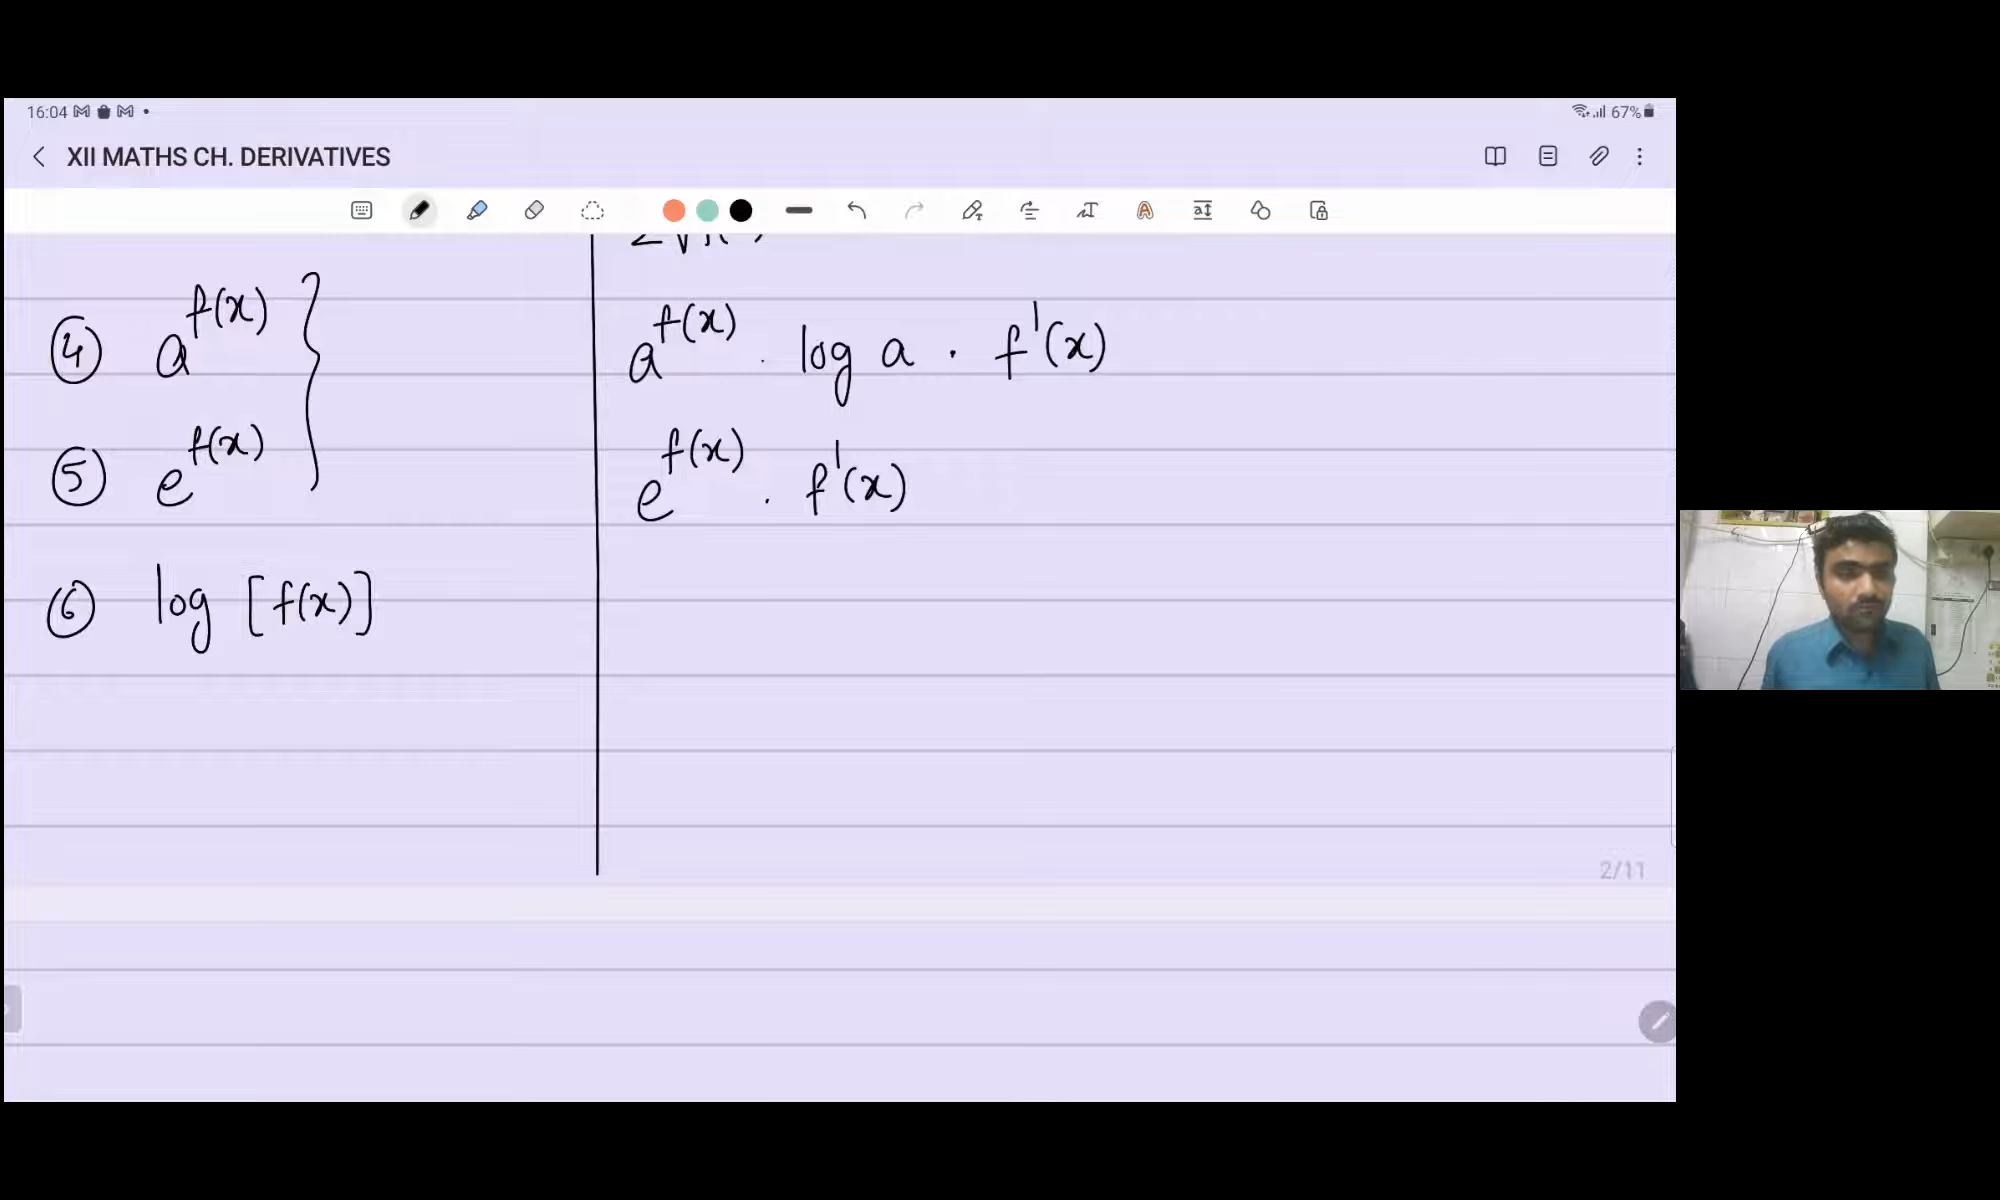 16:04
67%
XII MATHS CH. DERIVATIVES
④ a^{f(x)}
a^{f(x)} . log a . f'(x)
⑤ e^{f(x)}
e^{f(x)} . f'(x)
⑥ log [f(x)]
2/11